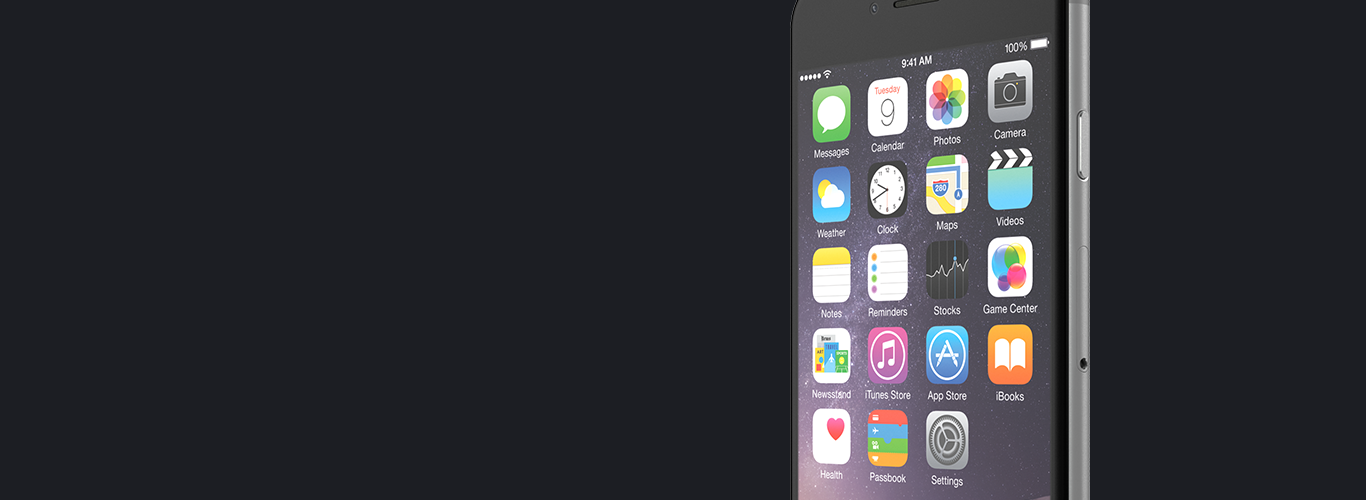 9:41 AM
100%
Messages
Tuesday
9
Calendar
Photos
Camera
Weather
Clock
280
Maps
Videos
Notes
Reminders
Stocks
Game Center
Newsstand
iTunes Store
App Store
iBooks
Health
Passbook
Settings